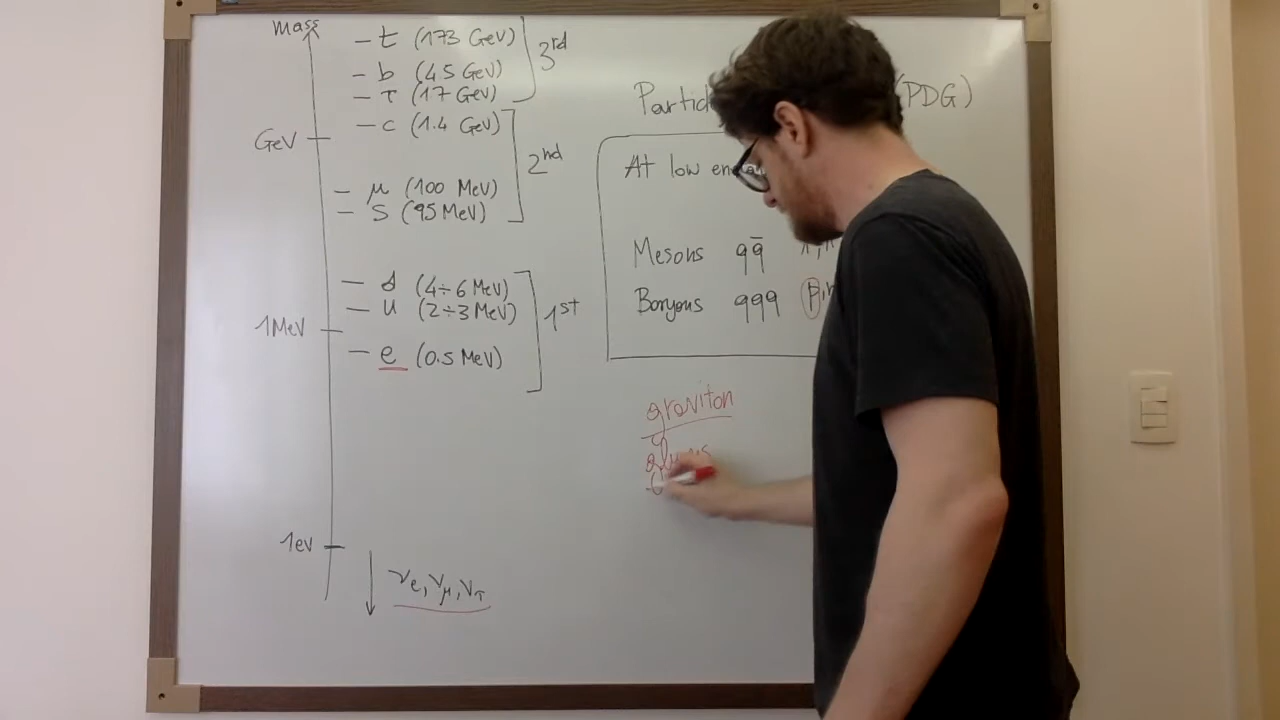 mass
t (173 GeV)
b (4.5 GeV)
τ (1.7 GeV)
3rd
c (1.4 GeV)
GeV
μ (100 MeV)
s (95 MeV)
2nd
d (4÷6 MeV)
u (2÷3 MeV)
1MeV
e (0.5 MeV)
1st
1eV
νe, νμ, ντ
(PDG)
At low
Mesons qq̄
Baryons qqq p,
graviton